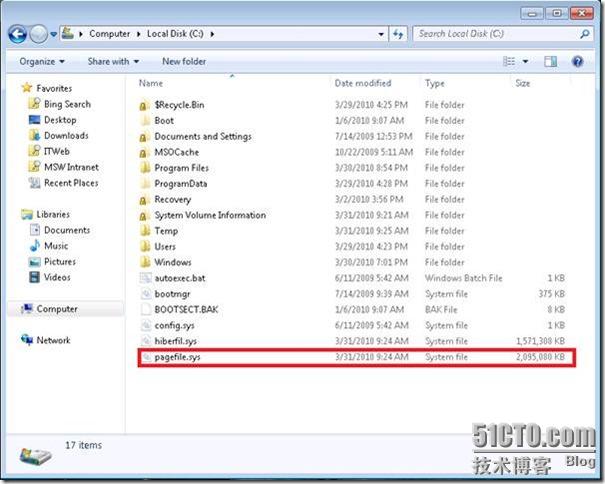 Computer Local Disk (C:) Search Local Disk (C:)
Organize Share with New folder
Name Date modified Type Size
Favorites
Bing Search
Desktop
Downloads
ITWeb
MSW Intranet
Recent Places
Libraries
Documents
Music
Pictures
Videos
Computer
Network
$Recycle.Bin 3/29/2010 4:25 PM File folder
Boot 1/6/2010 9:07 AM File folder
Documents and Settings 7/14/2009 12:53 PM File folder
MSOCache 10/22/2009 5:11 AM File folder
Program Files 3/30/2010 8:54 PM File folder
ProgramData 3/29/2010 4:28 PM File folder
Recovery 3/2/2010 3:56 PM File folder
System Volume Information 3/31/2010 9:21 AM File folder
Temp 3/31/2010 9:25 AM File folder
Users 3/29/2010 4:23 PM File folder
Windows 3/30/2010 7:01 PM File folder
autoexec.bat 6/11/2009 5:42 AM Windows Batch File 1 KB
bootmgr 7/14/2009 9:39 AM System file 375 KB
BOOTSECT.BAK 1/6/2010 9:07 AM BAK File 8 KB
config.sys 6/11/2009 5:42 AM System file 1 KB
hiberfil.sys 3/31/2010 9:24 AM System file 1,571,308 KB
pagefile.sys 3/31/2010 9:24 AM System file 2,095,080 KB
17 items
51CTO.com
技术博客 Blog